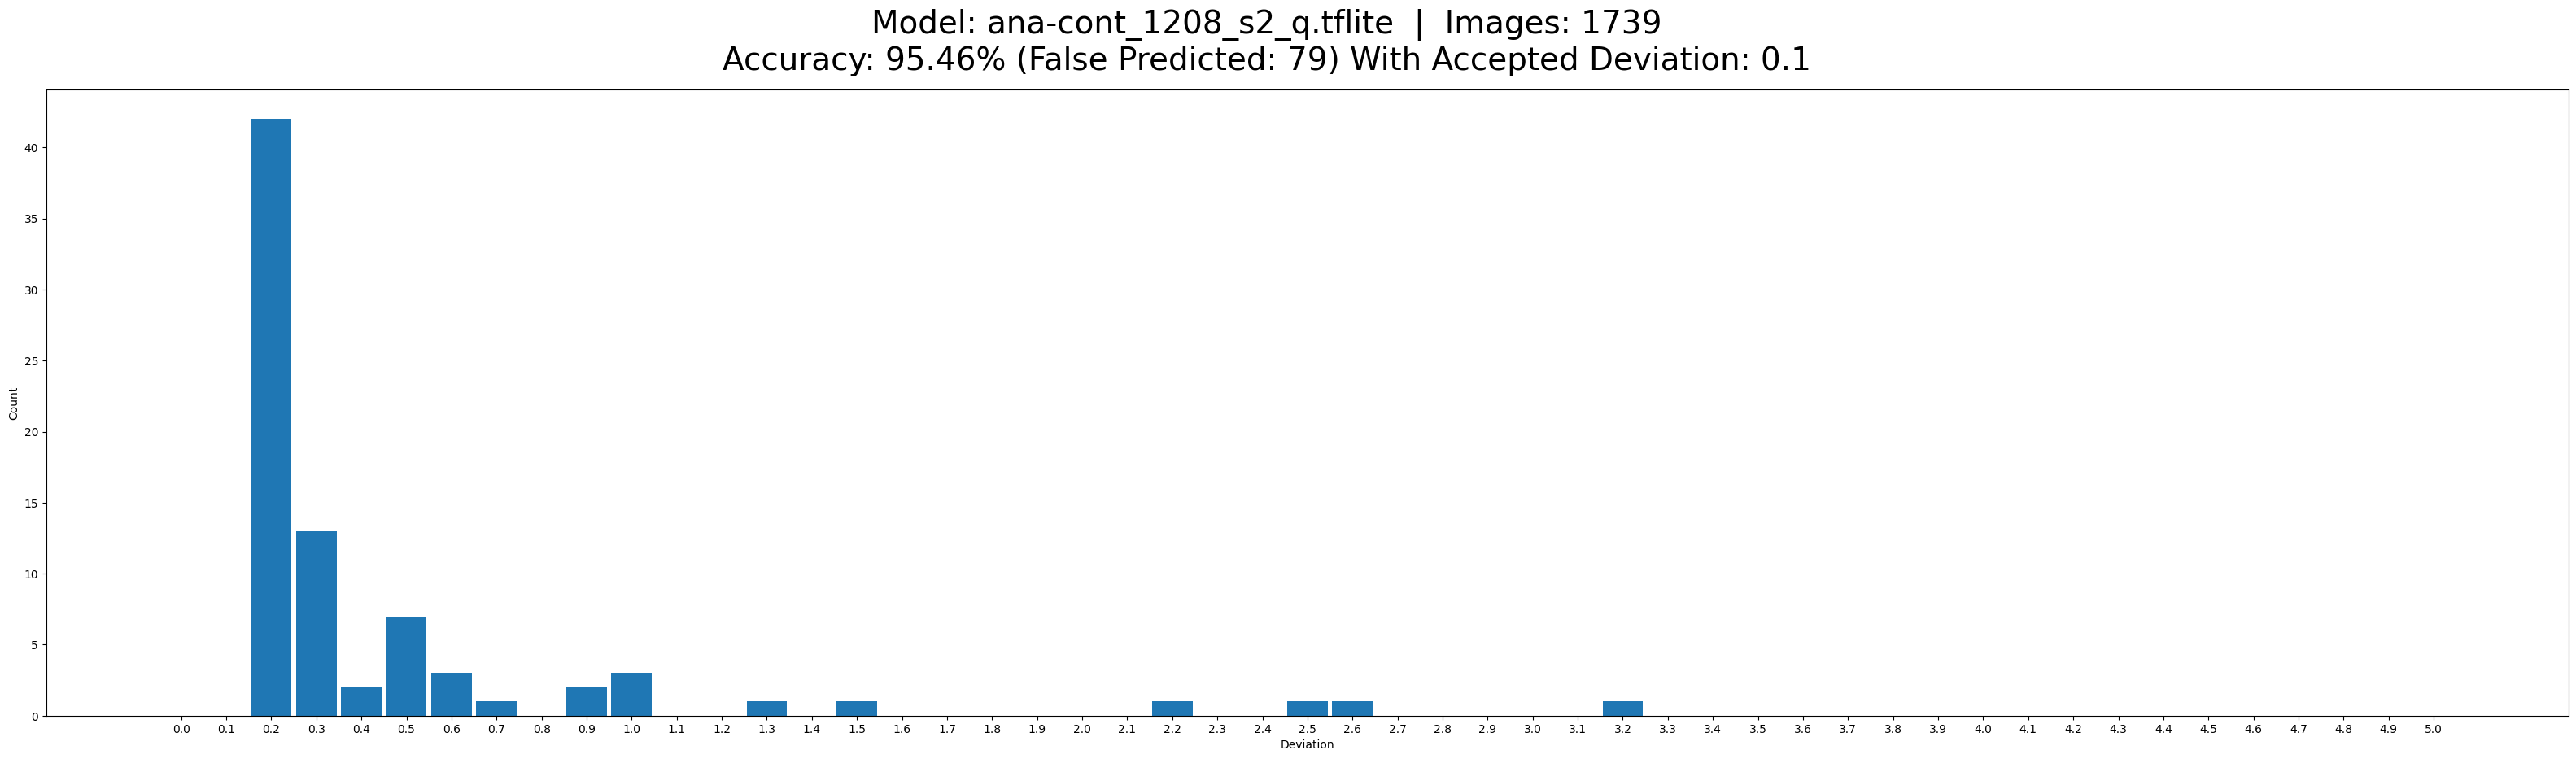 Model: ana-cont_1208_s2_q.tflite | Images: 1739
Accuracy: 95.46% (False Predicted: 79) With Accepted Deviation: 0.1
40
35
30
25
20
15
10
5
0
Count
0.0 0.1 0.2 0.3 0.4 0.5 0.6 0.7 0.8 0.9 1.0 1.1 1.2 1.3 1.4 1.5 1.6 1.7 1.8 1.9 2.0 2.1 2.2 2.3 2.4 2.5 2.6 2.7 2.8 2.9 3.0 3.1 3.2 3.3 3.4 3.5 3.6 3.7 3.8 3.9 4.0 4.1 4.2 4.3 4.4 4.5 4.6 4.7 4.8 4.9 5.0
Deviation